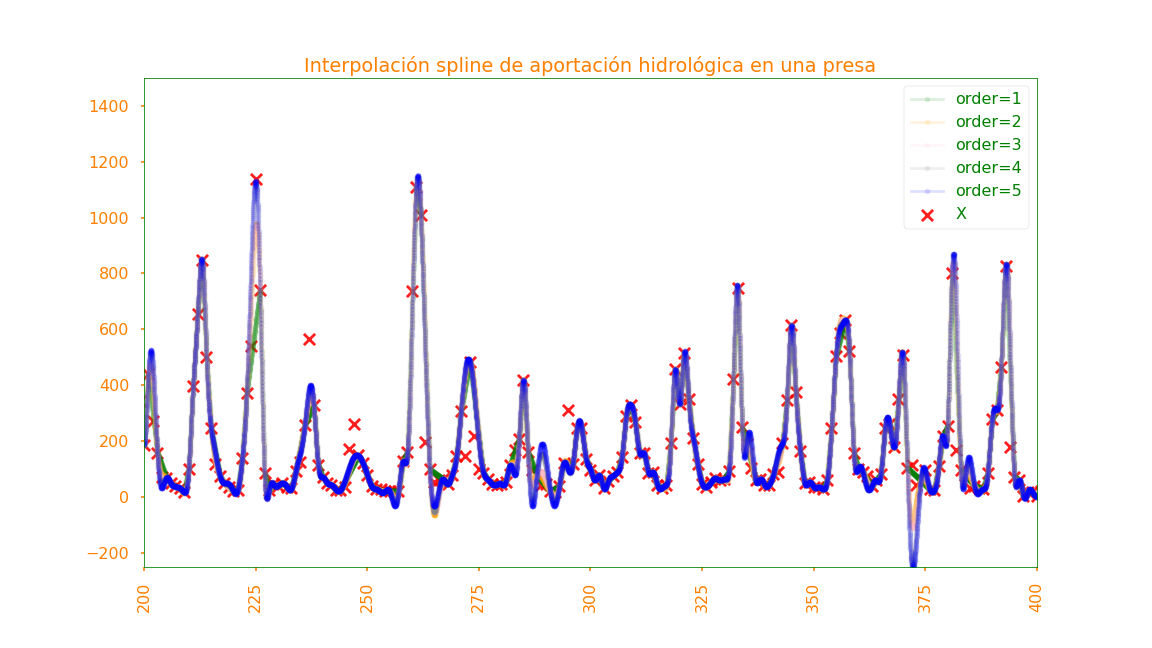 Interpolación spline de aportación hidrológica en una presa
1400
1200
1000
800
600
400
200
0
−200
200
225
250
275
300
325
350
375
400
order=1
order=2
order=3
order=4
order=5
X